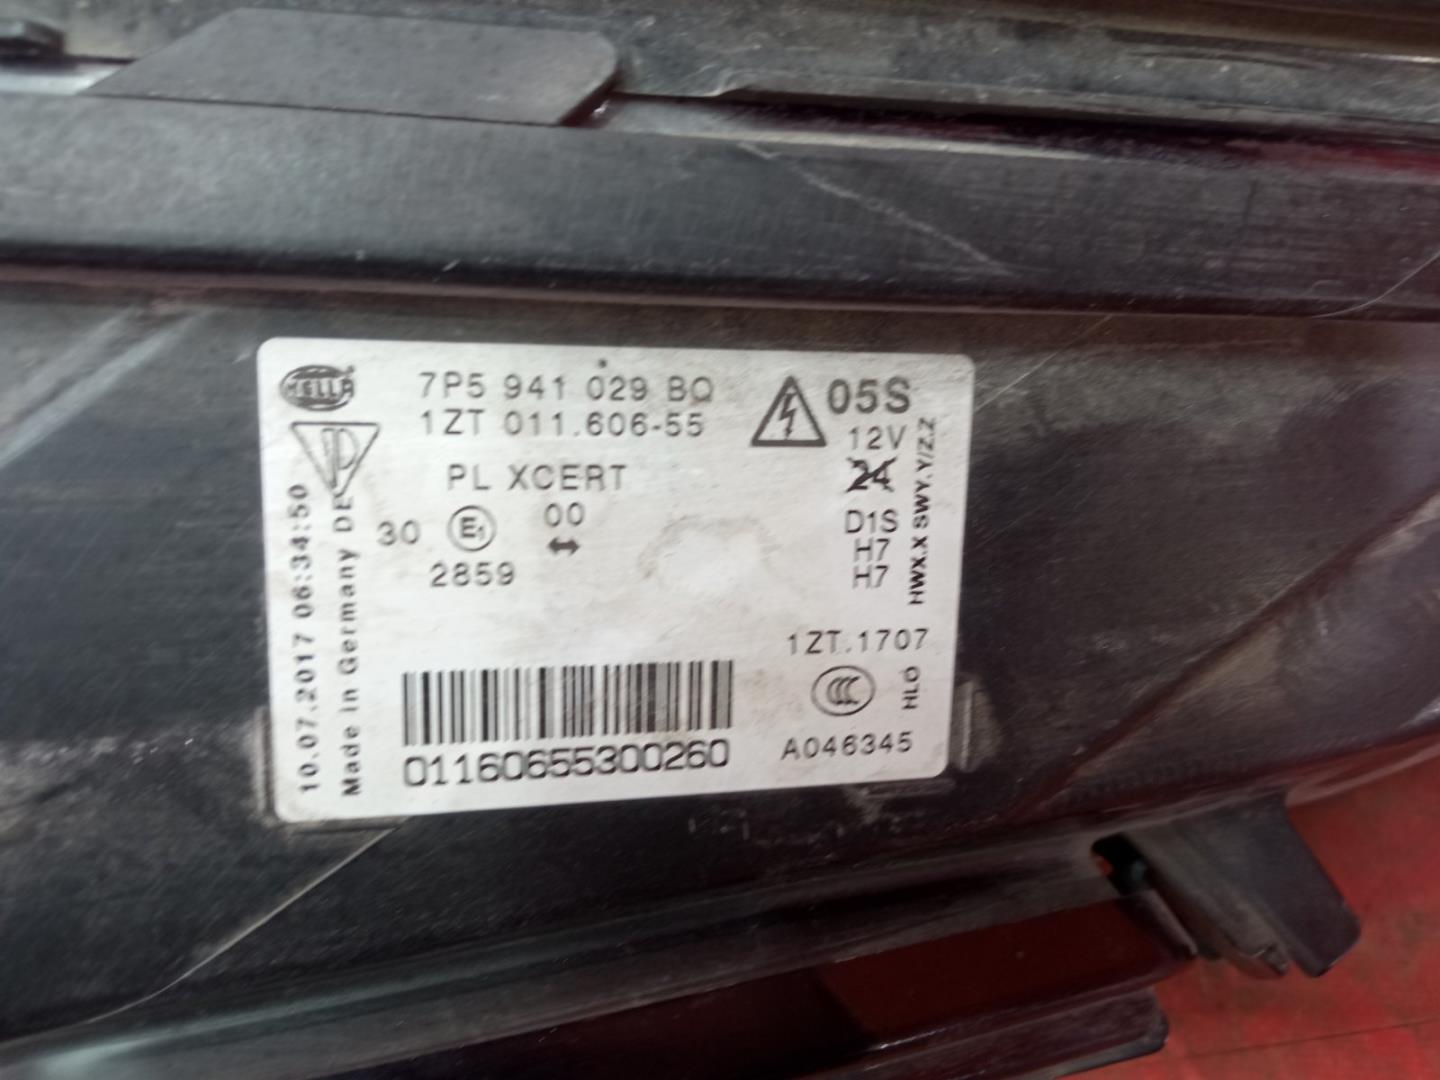 HELLA
7P5 941 029 BQ
1ZT 011.606-55
PL XCERT
30 E1 00
2859
05S
12V
24
D1S
H7
H7
HWX.X SWY.Y/Z.Z
1ZT.1707
CCC
HLO
A046345
01160655300260
10.07.2017 06:34:50
Made in Germany DE